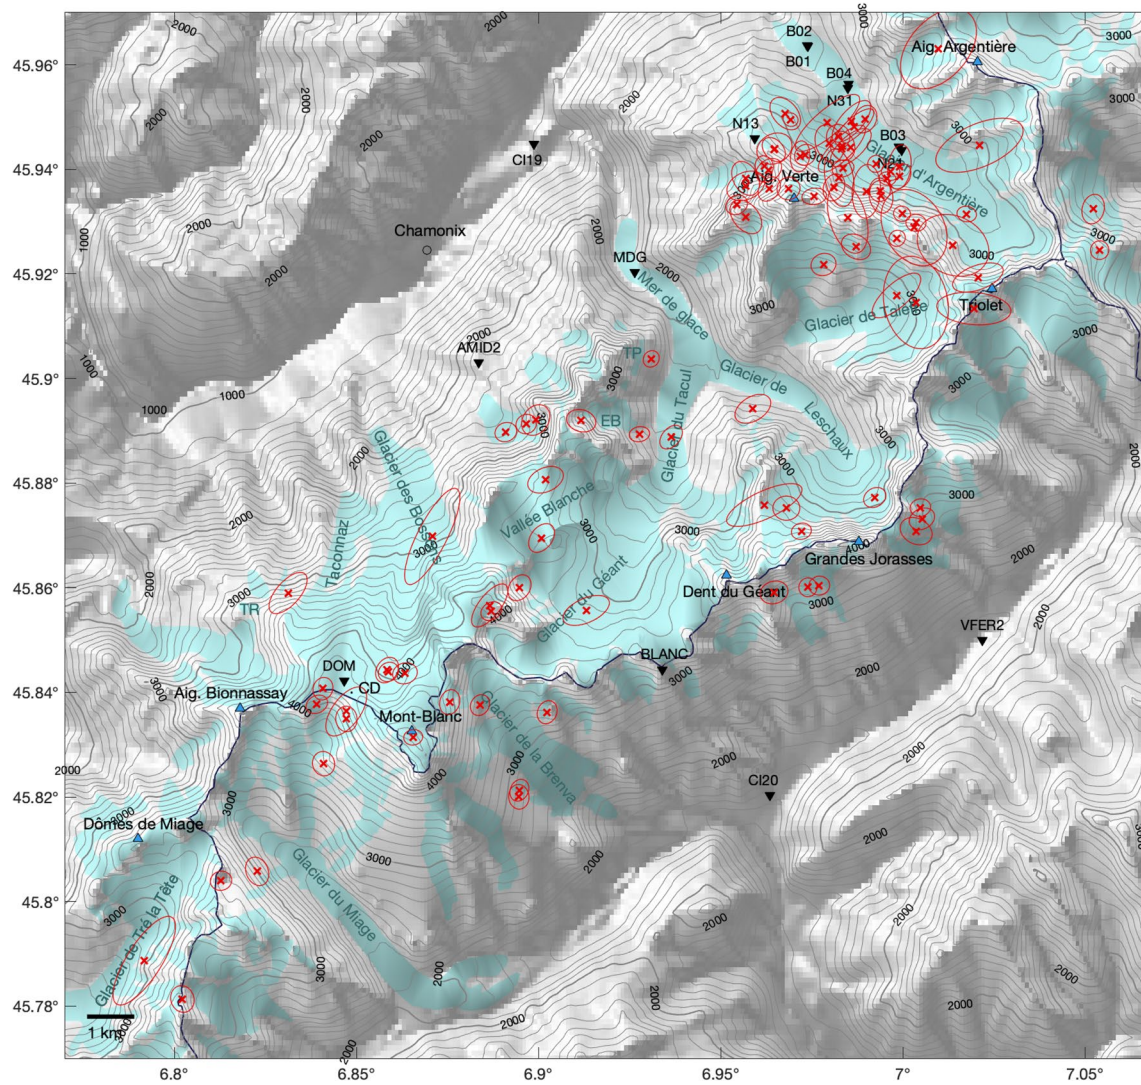 B02
B01
Aig. Argentière
B04
N31
N13
B03
N21
CI19
Aig. Verte
Glacier d'Argentière
Chamonix
MDG
Mer de glace
Triolet
Glacier de Talèfre
AMID2
TP
Glacier de Leschaux
EB
Glacier du Tacul
Glacier des Bossons
Vallée Blanche
Taconnaz
Grandes Jorasses
Glacier du Géant
Dent du Géant
TR
VFER2
BLANC
DOM
CD
Aig. Bionnassay
Mont-Blanc
Glacier de la Brenva
CI20
Dômes de Miage
Glacier du Miage
Glacier de Tré la Tête
1 km
45.96°
45.94°
45.92°
45.9°
45.88°
45.86°
45.84°
45.82°
45.8°
45.78°
6.8°
6.85°
6.9°
6.95°
7°
7.05°
1000
2000
3000
4000